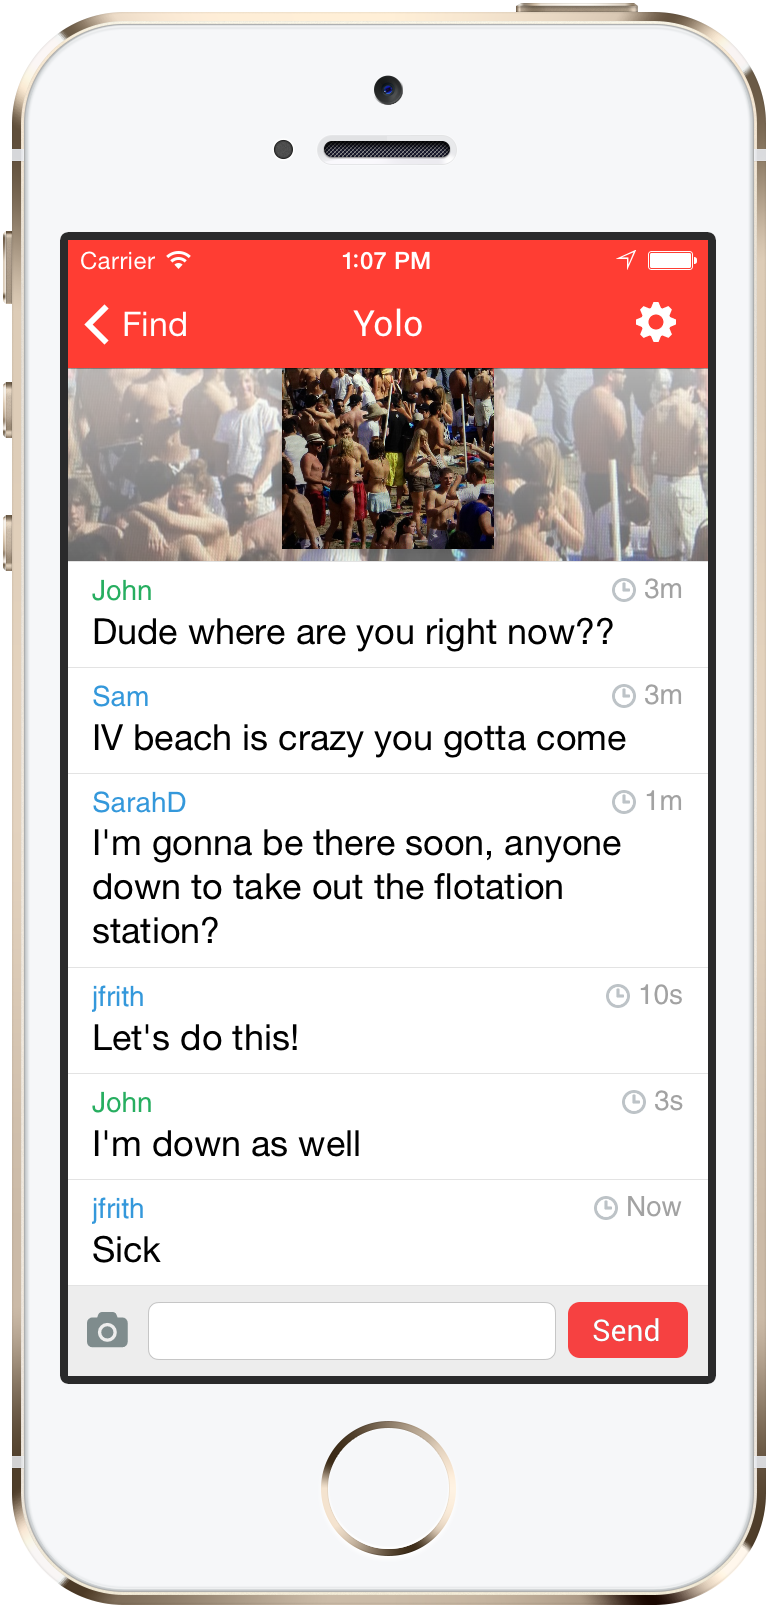 Carrier 1:07 PM
Find Yolo
John 3m
Dude where are you right now??
Sam 3m
IV beach is crazy you gotta come
SarahD 1m
I'm gonna be there soon, anyone
down to take out the flotation
station?
jfrith 10s
Let's do this!
John 3s
I'm down as well
jfrith Now
Sick
Send